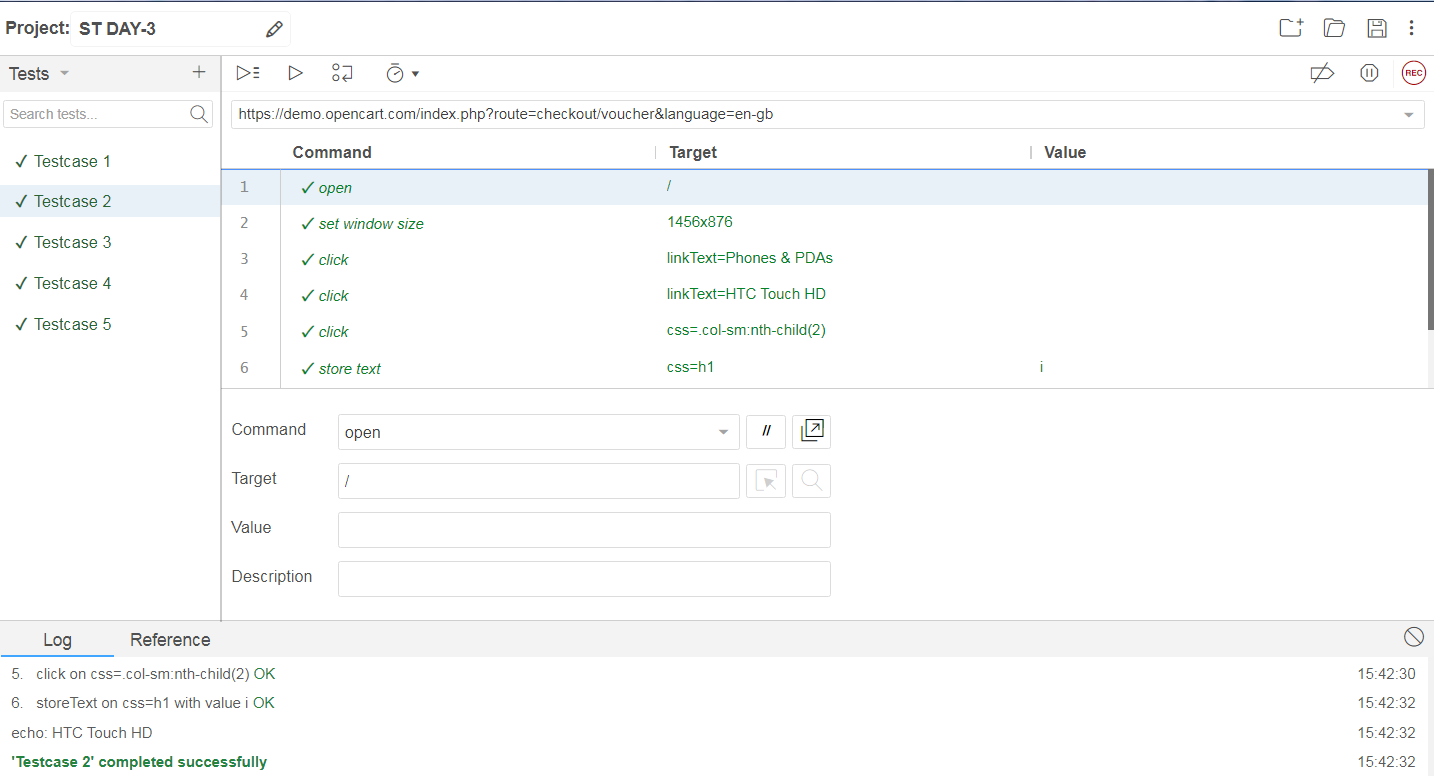 Project: ST DAY-3
Tests
REC
Search tests...
https://demo.opencart.com/index.php?route=checkout/voucher&language=en-gb
Testcase 1
Testcase 2
Testcase 3
Testcase 4
Testcase 5
Command Target Value
1 open /
2 set window size 1456x876
3 click linkText=Phones & PDAs
4 click linkText=HTC Touch HD
5 click css=.col-sm:nth-child(2)
6 store text css=h1 i
Command open //
Target /
Value
Description
Log Reference
5. click on css=.col-sm:nth-child(2) OK 15:42:30
6. storeText on css=h1 with value i OK 15:42:32
echo: HTC Touch HD 15:42:32
'Testcase 2' completed successfully 15:42:32